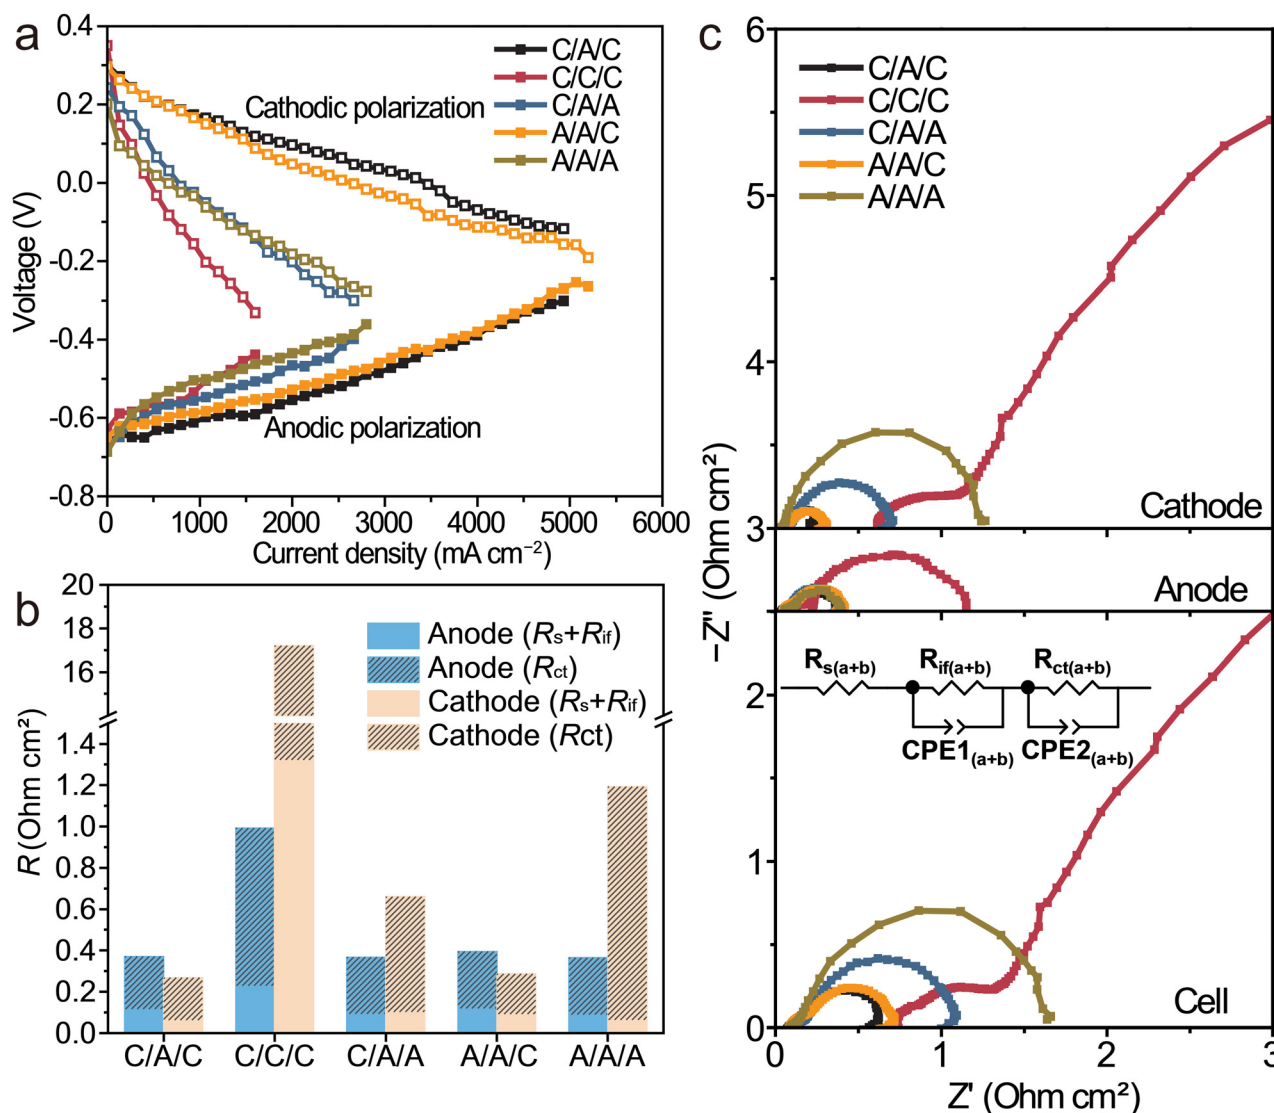 a
0.4
0.2
0.0
-0.2
-0.4
-0.6
-0.8
Voltage (V)
C/A/C
C/C/C
C/A/A
A/A/C
A/A/A
Cathodic polarization
Anodic polarization
0 1000 2000 3000 4000 5000 6000
Current density (mA cm⁻²)
b
20
18
16
1.4
1.2
1.0
0.8
0.6
0.4
0.2
0.0
R (Ohm cm²)
Anode (Rs+Rif)
Anode (Rct)
Cathode (Rs+Rif)
Cathode (Rct)
C/A/C C/C/C C/A/A A/A/C A/A/A
c
6
5
4
3
C/A/C
C/C/C
C/A/A
A/A/C
A/A/A
Cathode
3
Anode
2
1
0
−Z'' (Ohm cm²)
Rs(a+b) Rif(a+b) Rct(a+b)
CPE1(a+b) CPE2(a+b)
Cell
0 1 2 3
Z' (Ohm cm²)